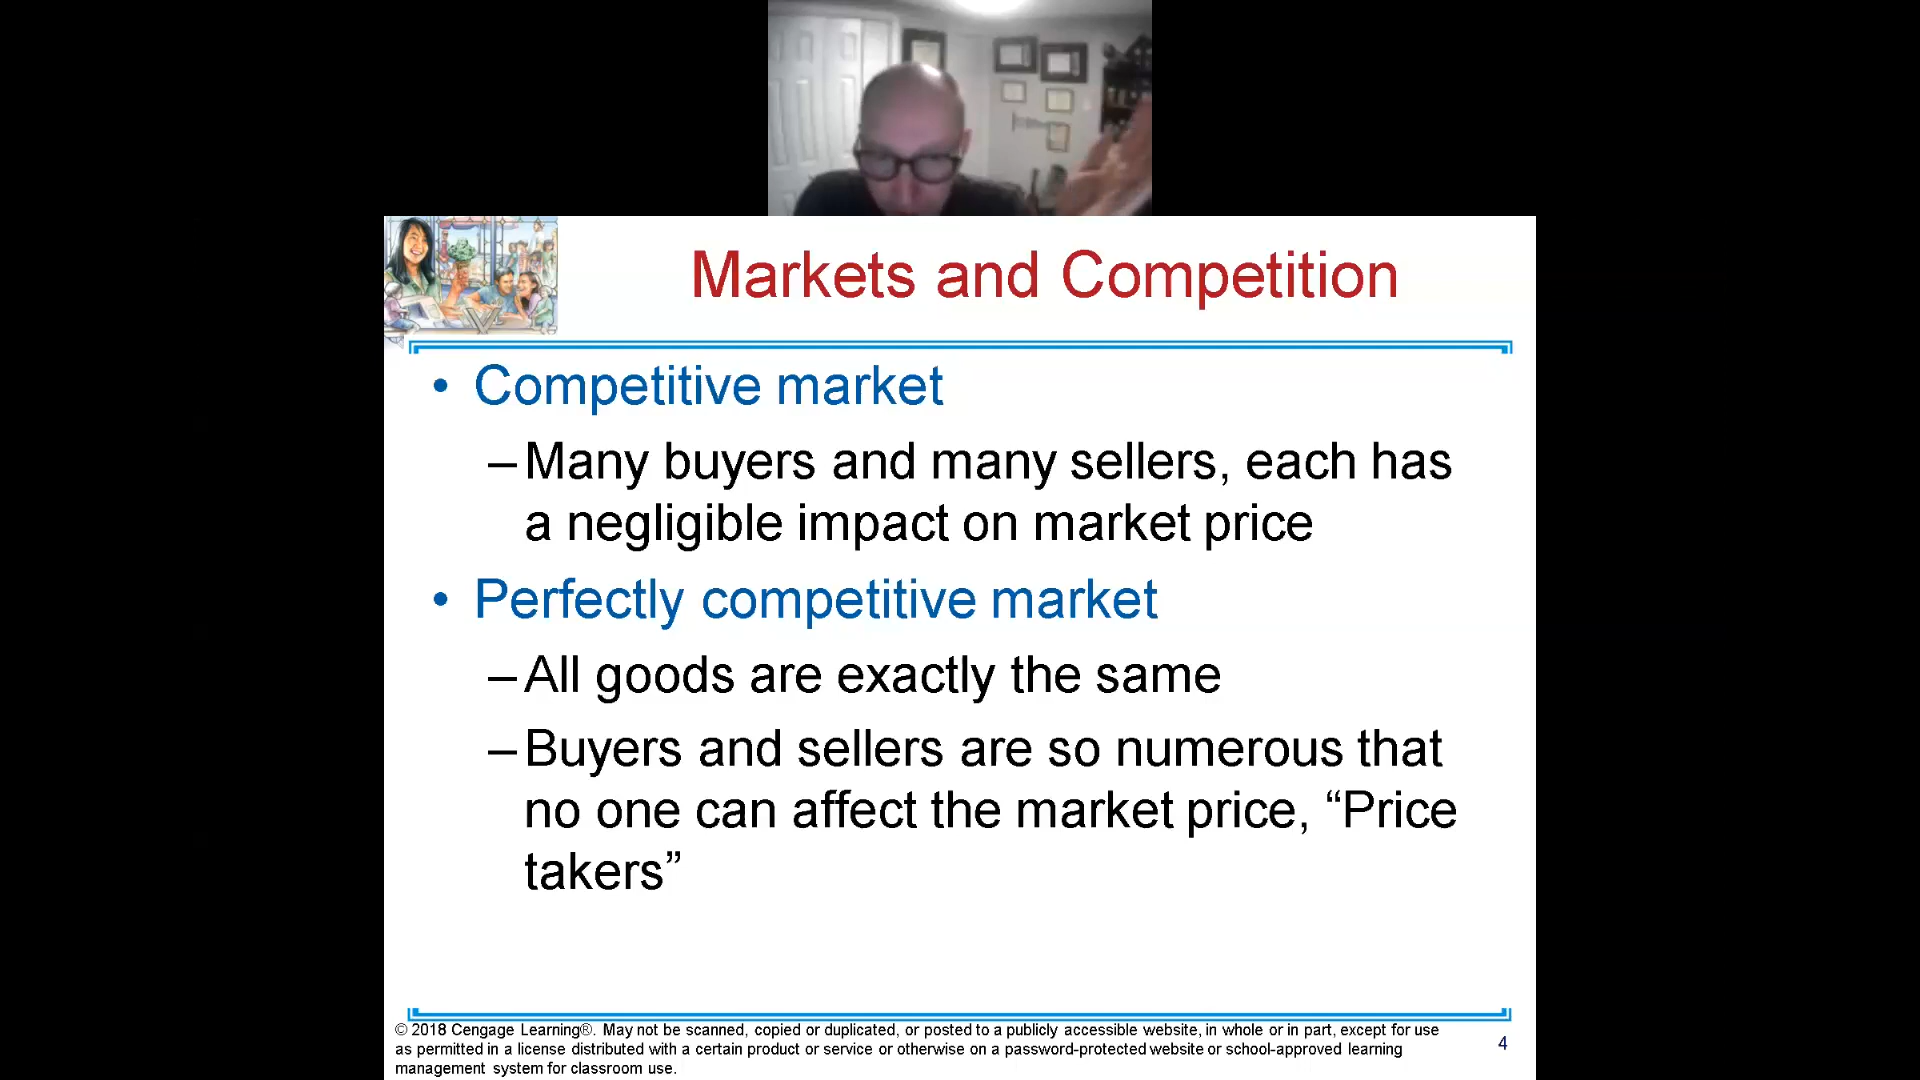 Markets and Competition
• Competitive market
–Many buyers and many sellers, each has
a negligible impact on market price
• Perfectly competitive market
–All goods are exactly the same
–Buyers and sellers are so numerous that
no one can affect the market price, “Price
takers”
© 2018 Cengage Learning®. May not be scanned, copied or duplicated, or posted to a publicly accessible website, in whole or in part, except for use
as permitted in a license distributed with a certain product or service or otherwise on a password-protected website or school-approved learning
management system for classroom use.
4